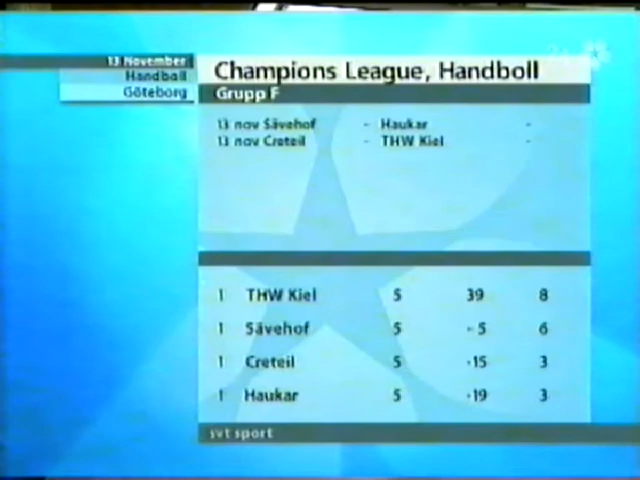 13 November
Handboll
Göteborg
Champions League, Handboll
Grupp F
13 nov Sävehof - Haukar -
13 nov Creteil - THW Kiel -
1 THW Kiel 5 39 8
1 Sävehof 5 -5 6
1 Creteil 5 -15 3
1 Haukar 5 -19 3
svt sport